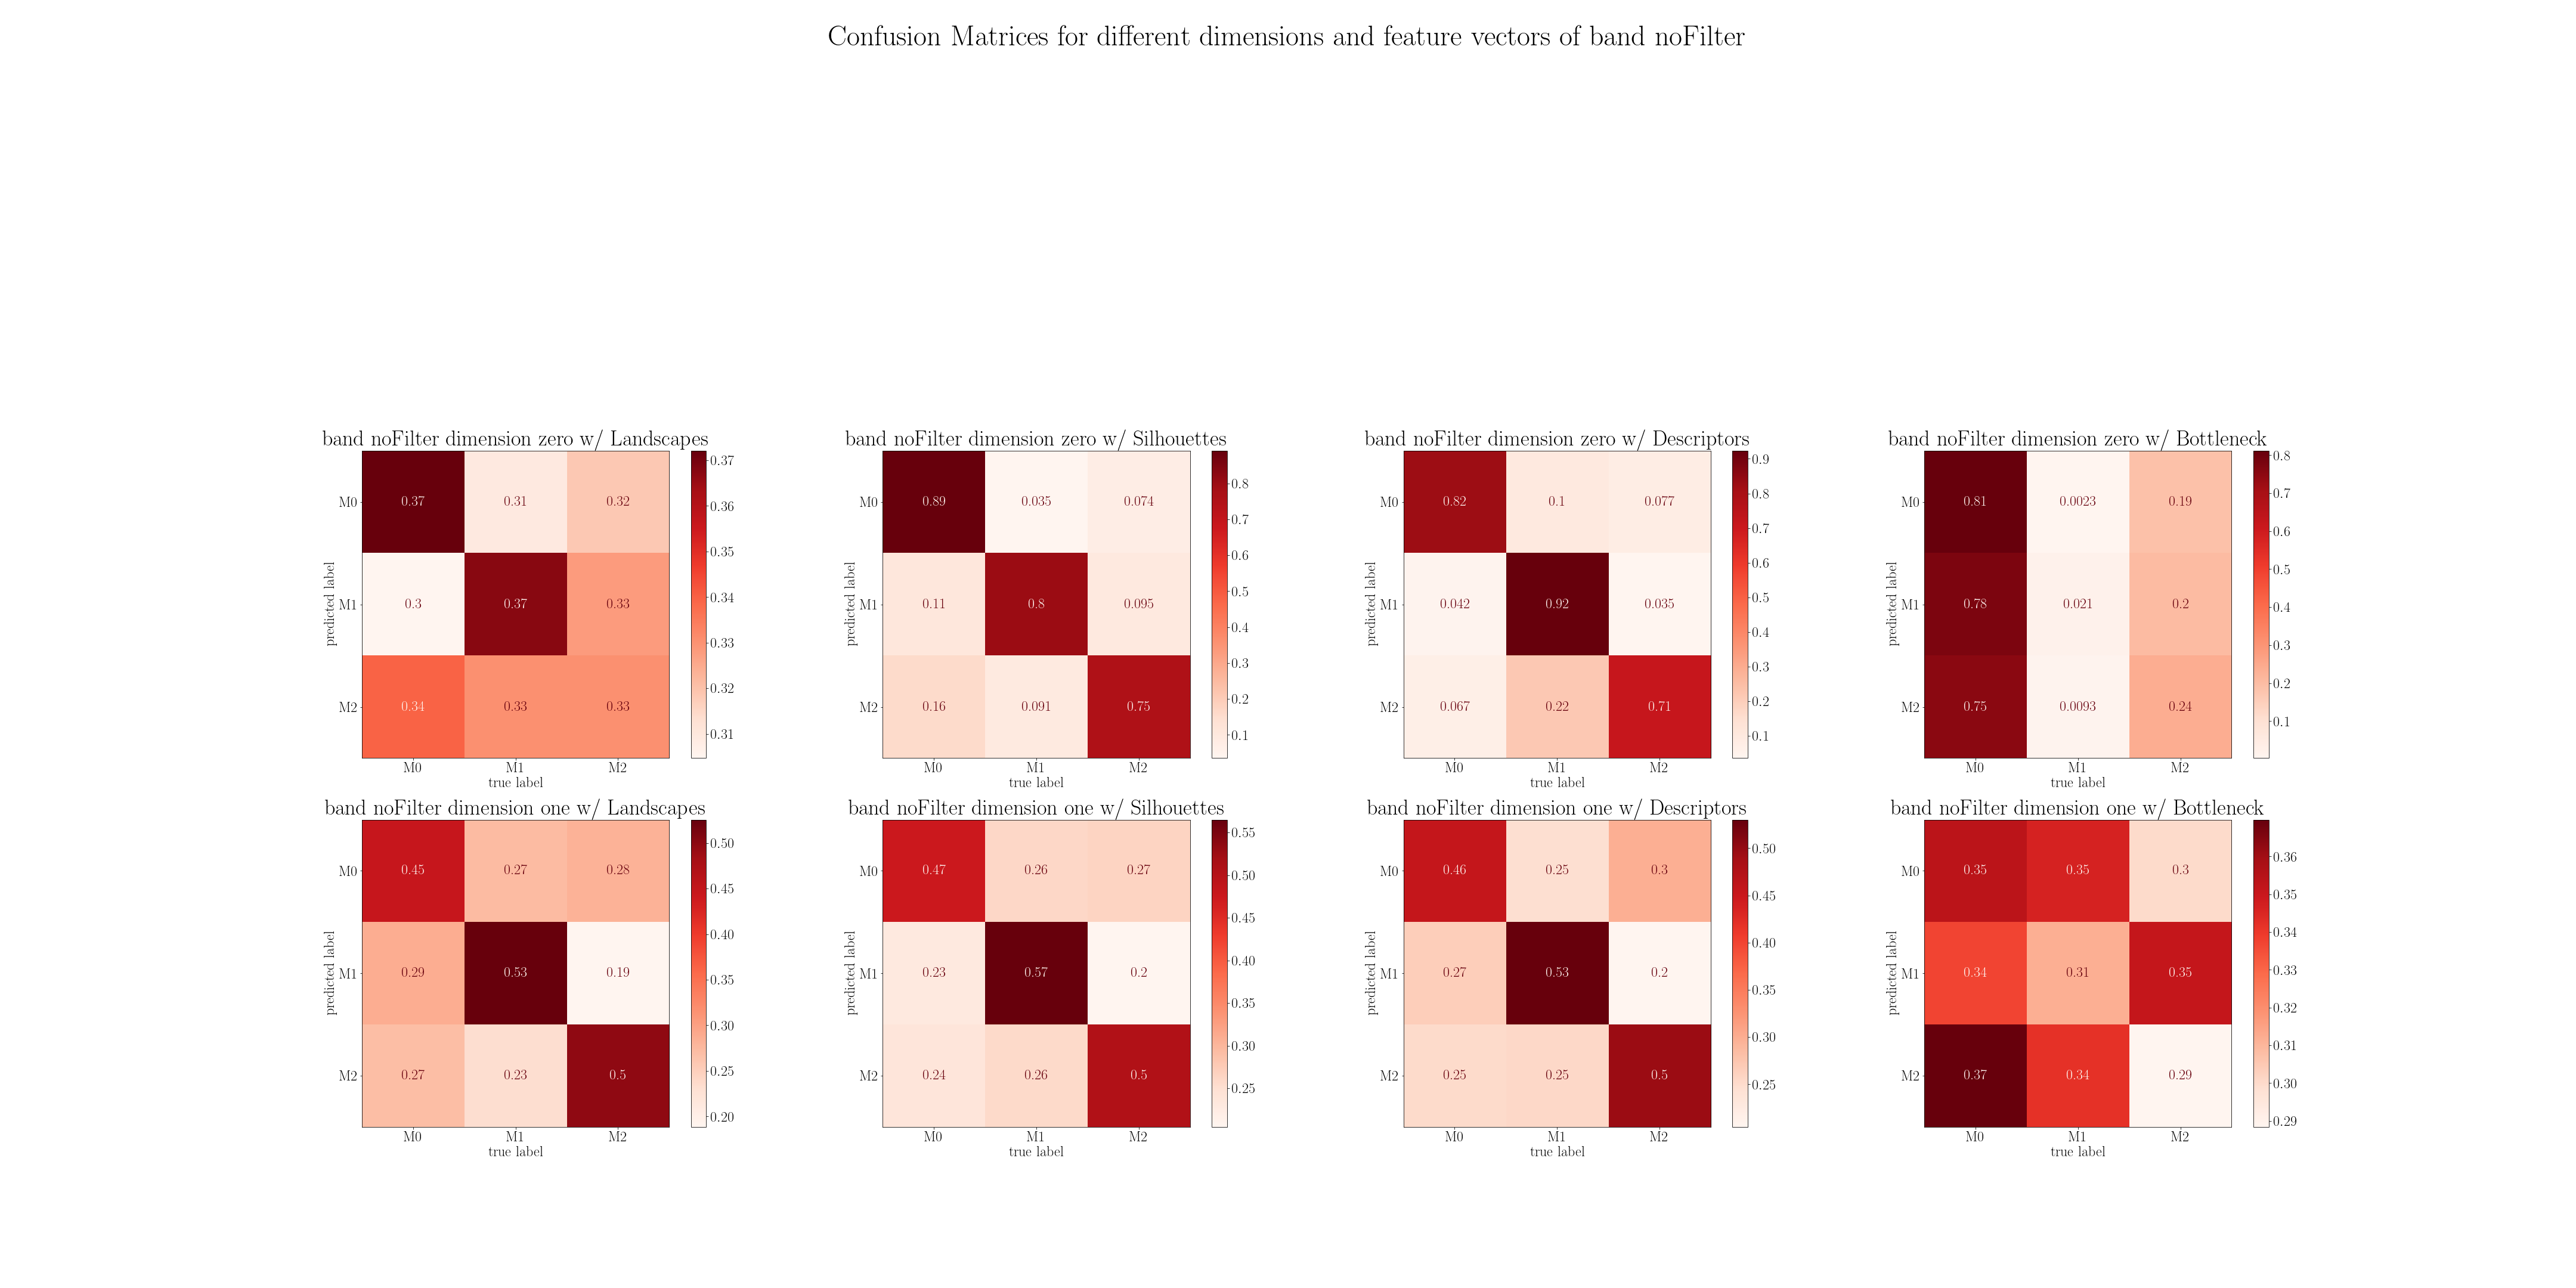 Confusion Matrices for different dimensions and feature vectors of band noFilter
band noFilter dimension zero w/ Landscapes
predicted label
M0 0.37 0.31 0.32
M1 0.3 0.37 0.33
M2 0.34 0.33 0.33
M0 M1 M2
true label
0.37
0.36
0.35
0.34
0.33
0.32
0.31
band noFilter dimension zero w/ Silhouettes
predicted label
M0 0.89 0.035 0.074
M1 0.11 0.8 0.095
M2 0.16 0.091 0.75
M0 M1 M2
true label
0.8
0.7
0.6
0.5
0.4
0.3
0.2
0.1
band noFilter dimension zero w/ Descriptors
predicted label
M0 0.82 0.1 0.077
M1 0.042 0.92 0.035
M2 0.067 0.22 0.71
M0 M1 M2
true label
0.9
0.8
0.7
0.6
0.5
0.4
0.3
0.2
0.1
band noFilter dimension zero w/ Bottleneck
predicted label
M0 0.81 0.0023 0.19
M1 0.78 0.021 0.2
M2 0.75 0.0093 0.24
M0 M1 M2
true label
0.8
0.7
0.6
0.5
0.4
0.3
0.2
0.1
band noFilter dimension one w/ Landscapes
predicted label
M0 0.45 0.27 0.28
M1 0.29 0.53 0.19
M2 0.27 0.23 0.5
M0 M1 M2
true label
0.50
0.45
0.40
0.35
0.30
0.25
0.20
band noFilter dimension one w/ Silhouettes
predicted label
M0 0.47 0.26 0.27
M1 0.23 0.57 0.2
M2 0.24 0.26 0.5
M0 M1 M2
true label
0.55
0.50
0.45
0.40
0.35
0.30
0.25
band noFilter dimension one w/ Descriptors
predicted label
M0 0.46 0.25 0.3
M1 0.27 0.53 0.2
M2 0.25 0.25 0.5
M0 M1 M2
true label
0.50
0.45
0.40
0.35
0.30
0.25
band noFilter dimension one w/ Bottleneck
predicted label
M0 0.35 0.35 0.3
M1 0.34 0.31 0.35
M2 0.37 0.34 0.29
M0 M1 M2
true label
0.36
0.35
0.34
0.33
0.32
0.31
0.30
0.29